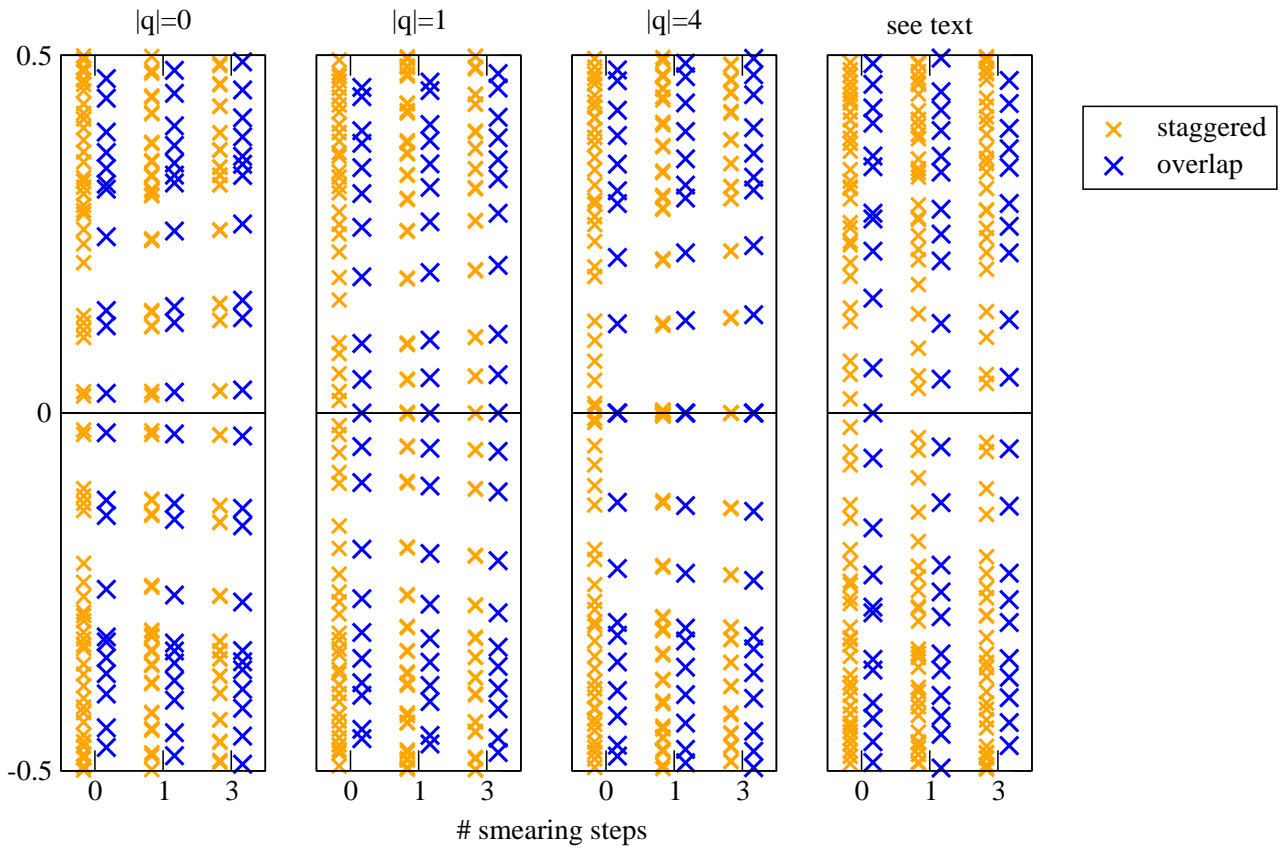 |q|=0 |q|=1 |q|=4 see text
0.5
0
-0.5
staggered
overlap
0 1 3 0 1 3 0 1 3 0 1 3
# smearing steps